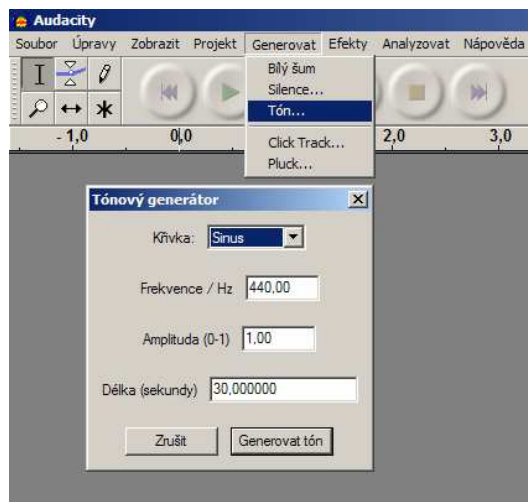 Audacity
Soubor Úpravy Zobrazit Projekt Generovat Efekty Analyzovat Nápověda
Bílý šum
Silence...
Tón...
Click Track...
Pluck...
- 1,0 0,0 2,0 3,0
Tónový generátor
Křivka: Sinus
Frekvence / Hz 440,00
Amplituda (0-1) 1,00
Délka (sekundy) 30,000000
Zrušit Generovat tón